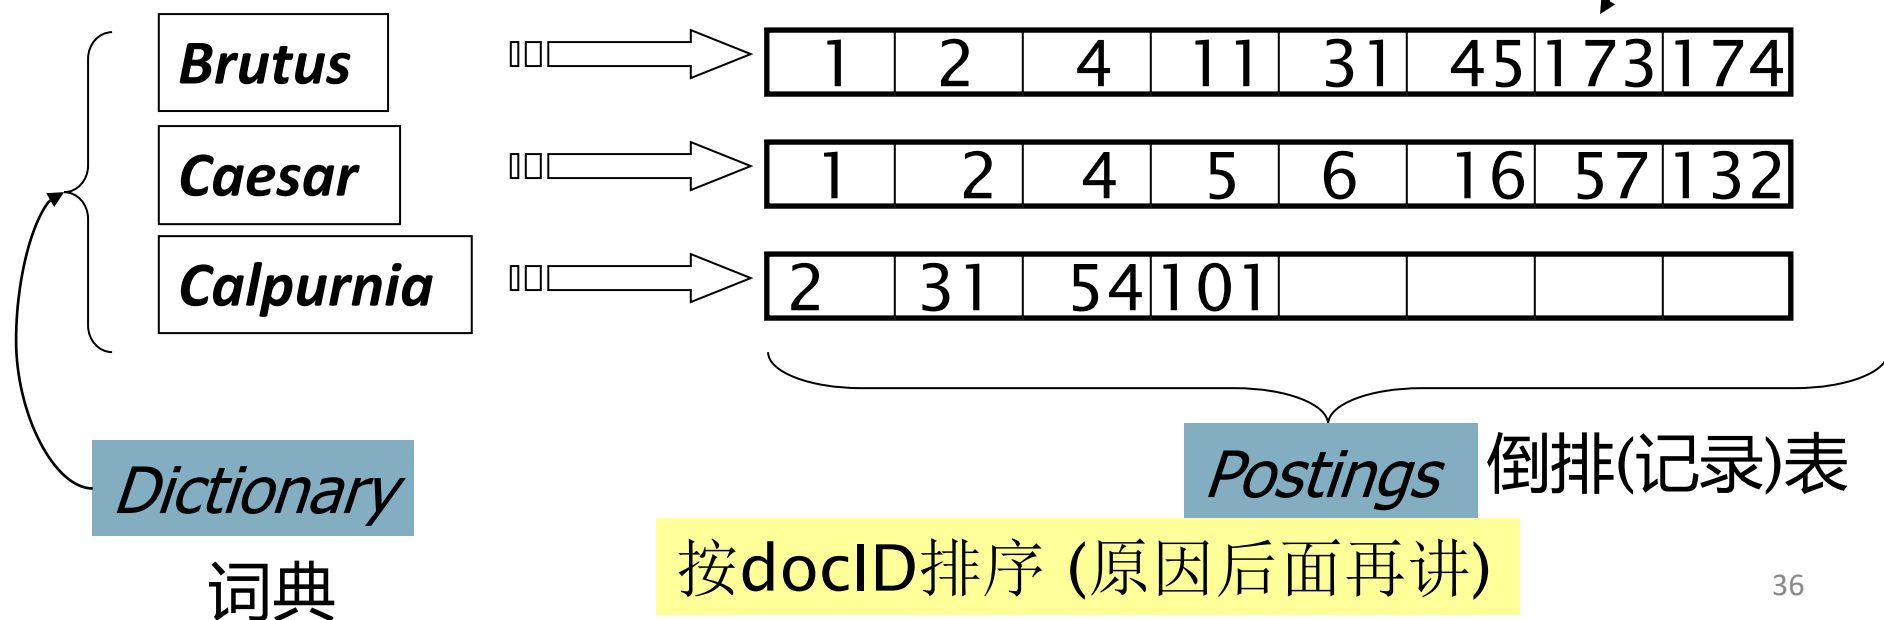 Brutus 1 2 4 11 31 45 173 174
Caesar 1 2 4 5 6 16 57 132
Calpurnia 2 31 54 101
Dictionary
词典
Postings 倒排(记录)表
按docID排序 (原因后面再讲)
36